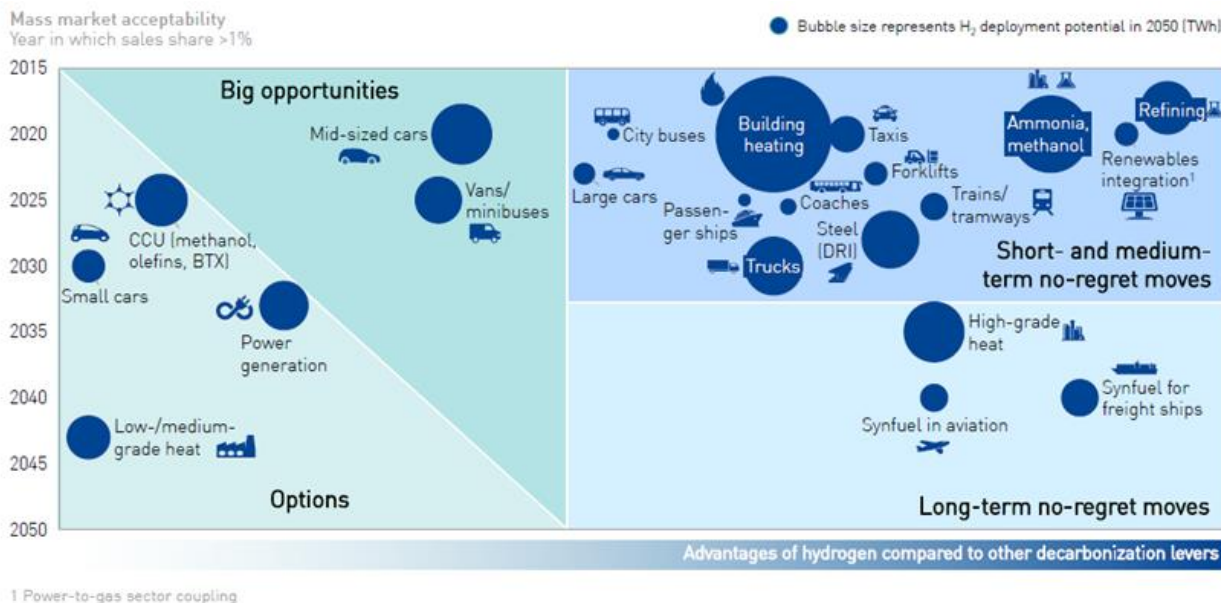 Mass market acceptability
Year in which sales share >1%
Bubble size represents H₂ deployment potential in 2050 (TWh)
2015
2020
2025
2030
2035
2040
2045
2050
Big opportunities
Mid-sized cars
Vans/
minibuses
CCU (methanol,
olefins, BTX)
Small cars
Power
generation
Low-/medium-
grade heat
Options
City buses
Large cars
Building
heating
Taxis
Forklifts
Coaches
Passen-
ger ships
Trucks
Steel
(DRI)
Trains/
tramways
Ammonia,
methanol
Refining
Renewables
integration¹
Short- and medium-
term no-regret moves
High-grade
heat
Synfuel in aviation
Synfuel for
freight ships
Long-term no-regret moves
Advantages of hydrogen compared to other decarbonization levers
1 Power-to-gas sector coupling